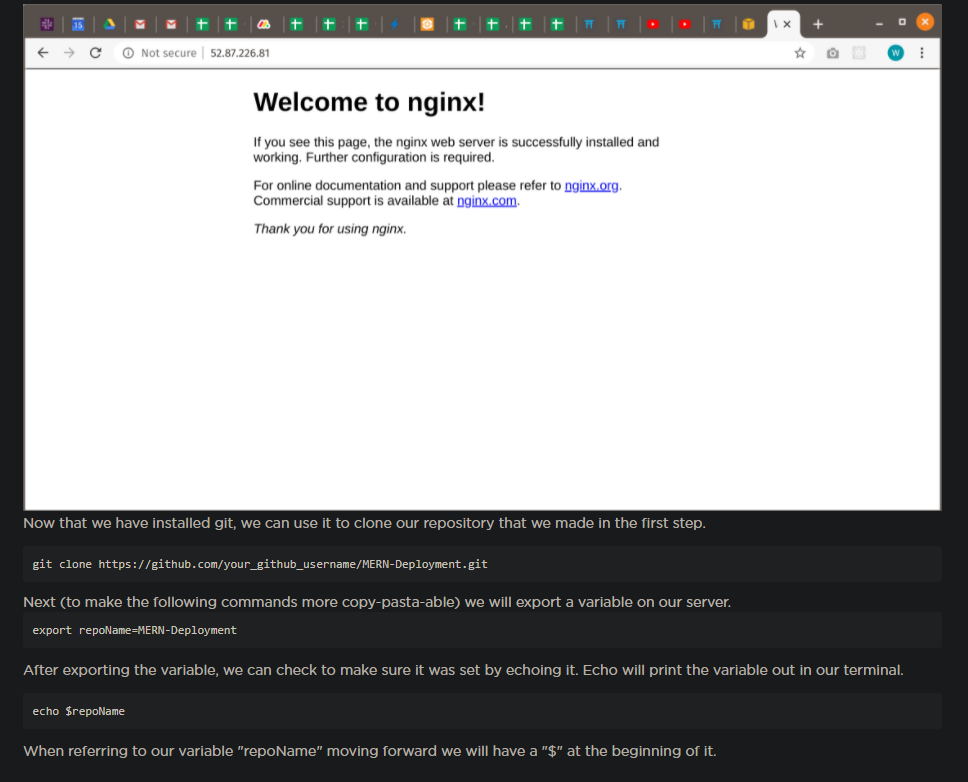 Not secure | 52.87.226.81
W
Welcome to nginx!
If you see this page, the nginx web server is successfully installed and
working. Further configuration is required.
For online documentation and support please refer to nginx.org.
Commercial support is available at nginx.com.
Thank you for using nginx.
Now that we have installed git, we can use it to clone our repository that we made in the first step.
git clone https://github.com/your_github_username/MERN-Deployment.git
Next (to make the following commands more copy-pasta-able) we will export a variable on our server.
export repoName=MERN-Deployment
After exporting the variable, we can check to make sure it was set by echoing it. Echo will print the variable out in our terminal.
echo $repoName
When referring to our variable "repoName" moving forward we will have a "$" at the beginning of it.